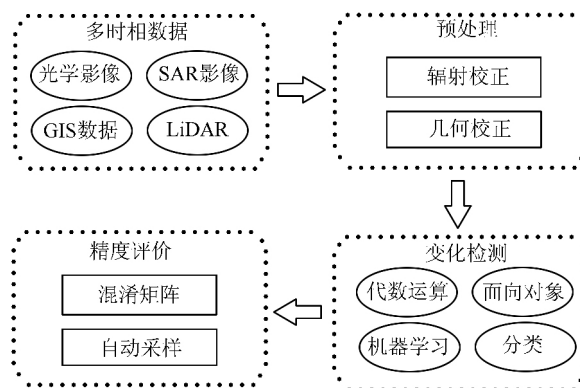 多时相数据
光学影像
SAR影像
GIS数据
LiDAR
预处理
辐射校正
几何校正
变化检测
代数运算
面向对象
机器学习
分类
精度评价
混淆矩阵
自动采样